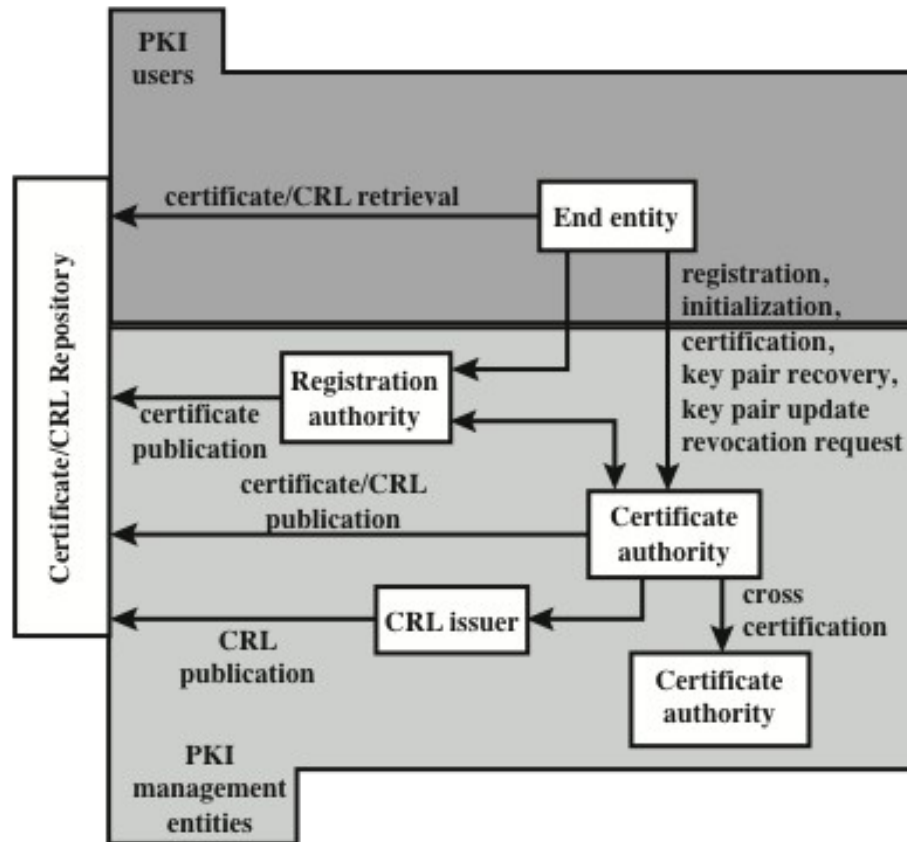 PKI
users
certificate/CRL retrieval
End entity
Certificate/CRL Repository
registration,
initialization,
certification,
key pair recovery,
key pair update
revocation request
Registration
authority
certificate
publication
certificate/CRL
publication
Certificate
authority
CRL issuer
cross
certification
CRL
publication
Certificate
authority
PKI
management
entities